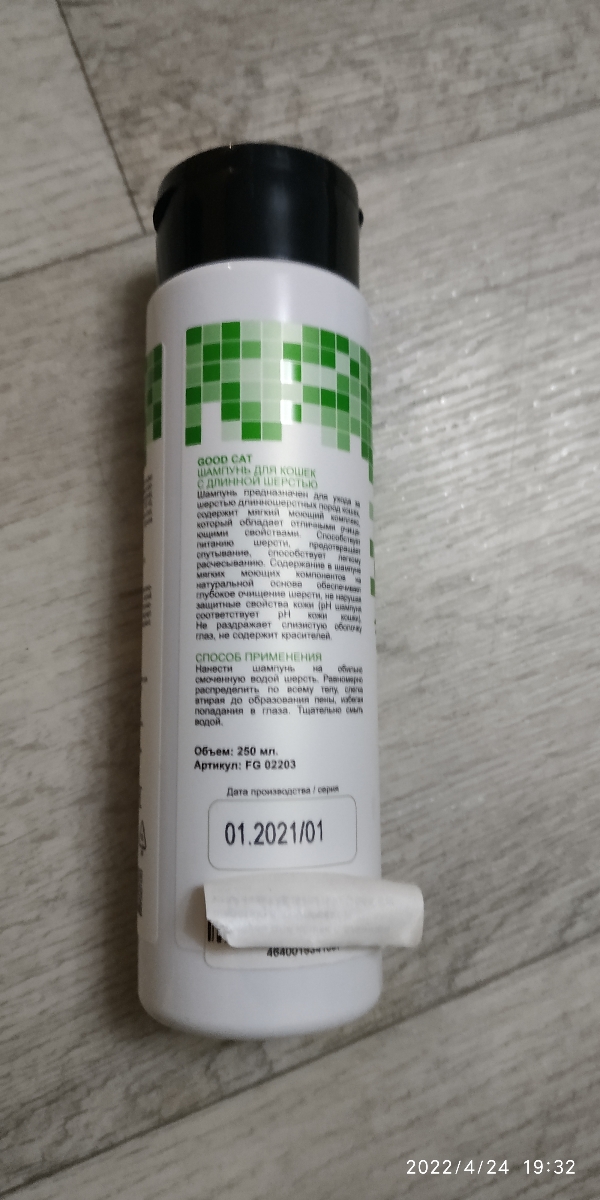 GOOD CAT
ШАМПУНЬ ДЛЯ КОШЕК
С ДЛИННОЙ ШЕРСТЬЮ
Шампунь предназначен для ухода за
шерстью длинношерстных пород кошек,
содержит мягкий моющий комплекс,
который обладает отличными очища-
ющими свойствами. Способствует
питанию шерсти, предотвращает
спутывание, способствует легкому
расчесыванию. Содержание в шампуне
мягких моющих компонентов на
натуральной основе обеспечивает
глубокое очищение шерсти, не нарушая
защитные свойства кожи (pH шампуня
соответствует pH кожи кошки).
Не раздражает слизистую оболочку
глаз, не содержит красителей.
СПОСОБ ПРИМЕНЕНИЯ
Нанести шампунь на обильно
смоченную водой шерсть. Равномерно
распределить по всему телу, слегка
втирая до образования пены, избегая
попадания в глаза. Тщательно смыть
водой.
Объем: 250 мл.
Артикул: FG 02203
Дата производства / серия
01.2021/01
2022/4/24 19:32